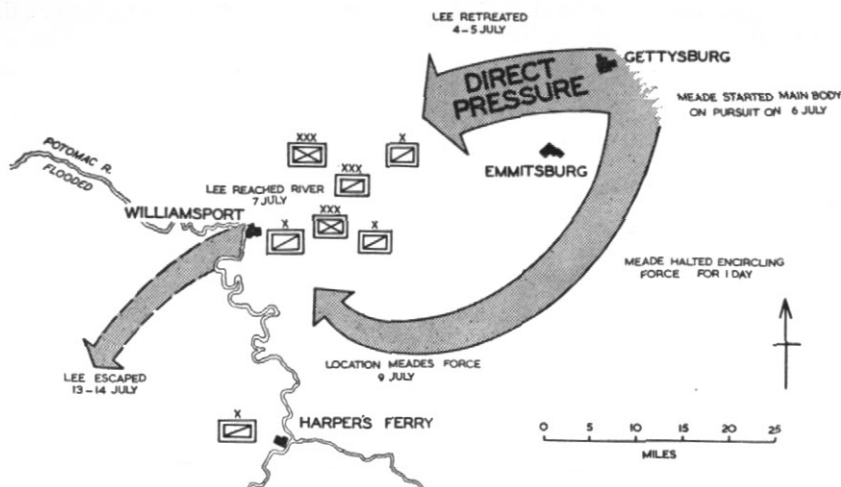 LEE RETREATED
4-5 JULY
DIRECT
PRESSURE
GETTYSBURG
MEADE STARTED MAIN BODY
ON PURSUIT ON 6 JULY
XXX
X
XXX
EMMITSBURG
POTOMAC R.
FLOODED
LEE REACHED RIVER
7 JULY
WILLIAMSPORT
XXX
X
X
MEADE HALTED ENCIRCLING
FORCE FOR 1 DAY
LOCATION MEADES FORCE
9 JULY
LEE ESCAPED
13-14 JULY
X
HARPER'S FERRY
0 5 10 15 20 25
MILES